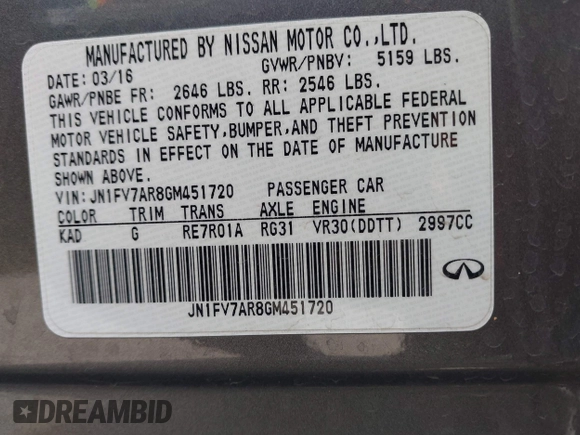 MANUFACTURED BY NISSAN MOTOR CO.,LTD.
DATE: 03/16 GVWR/PNBV: 5159 LBS.
GAWR/PNBE FR: 2646 LBS. RR: 2546 LBS.
THIS VEHICLE CONFORMS TO ALL APPLICABLE FEDERAL
MOTOR VEHICLE SAFETY,BUMPER,AND THEFT PREVENTION
STANDARDS IN EFFECT ON THE DATE OF MANUFACTURE
SHOWN ABOVE.
VIN: JN1FV7AR8GM451720 PASSENGER CAR
COLOR TRIM TRANS AXLE ENGINE
KAD G RE7R01A RG31 VR30(DDTT) 2997CC
JN1FV7AR8GM451720
DREAMBID